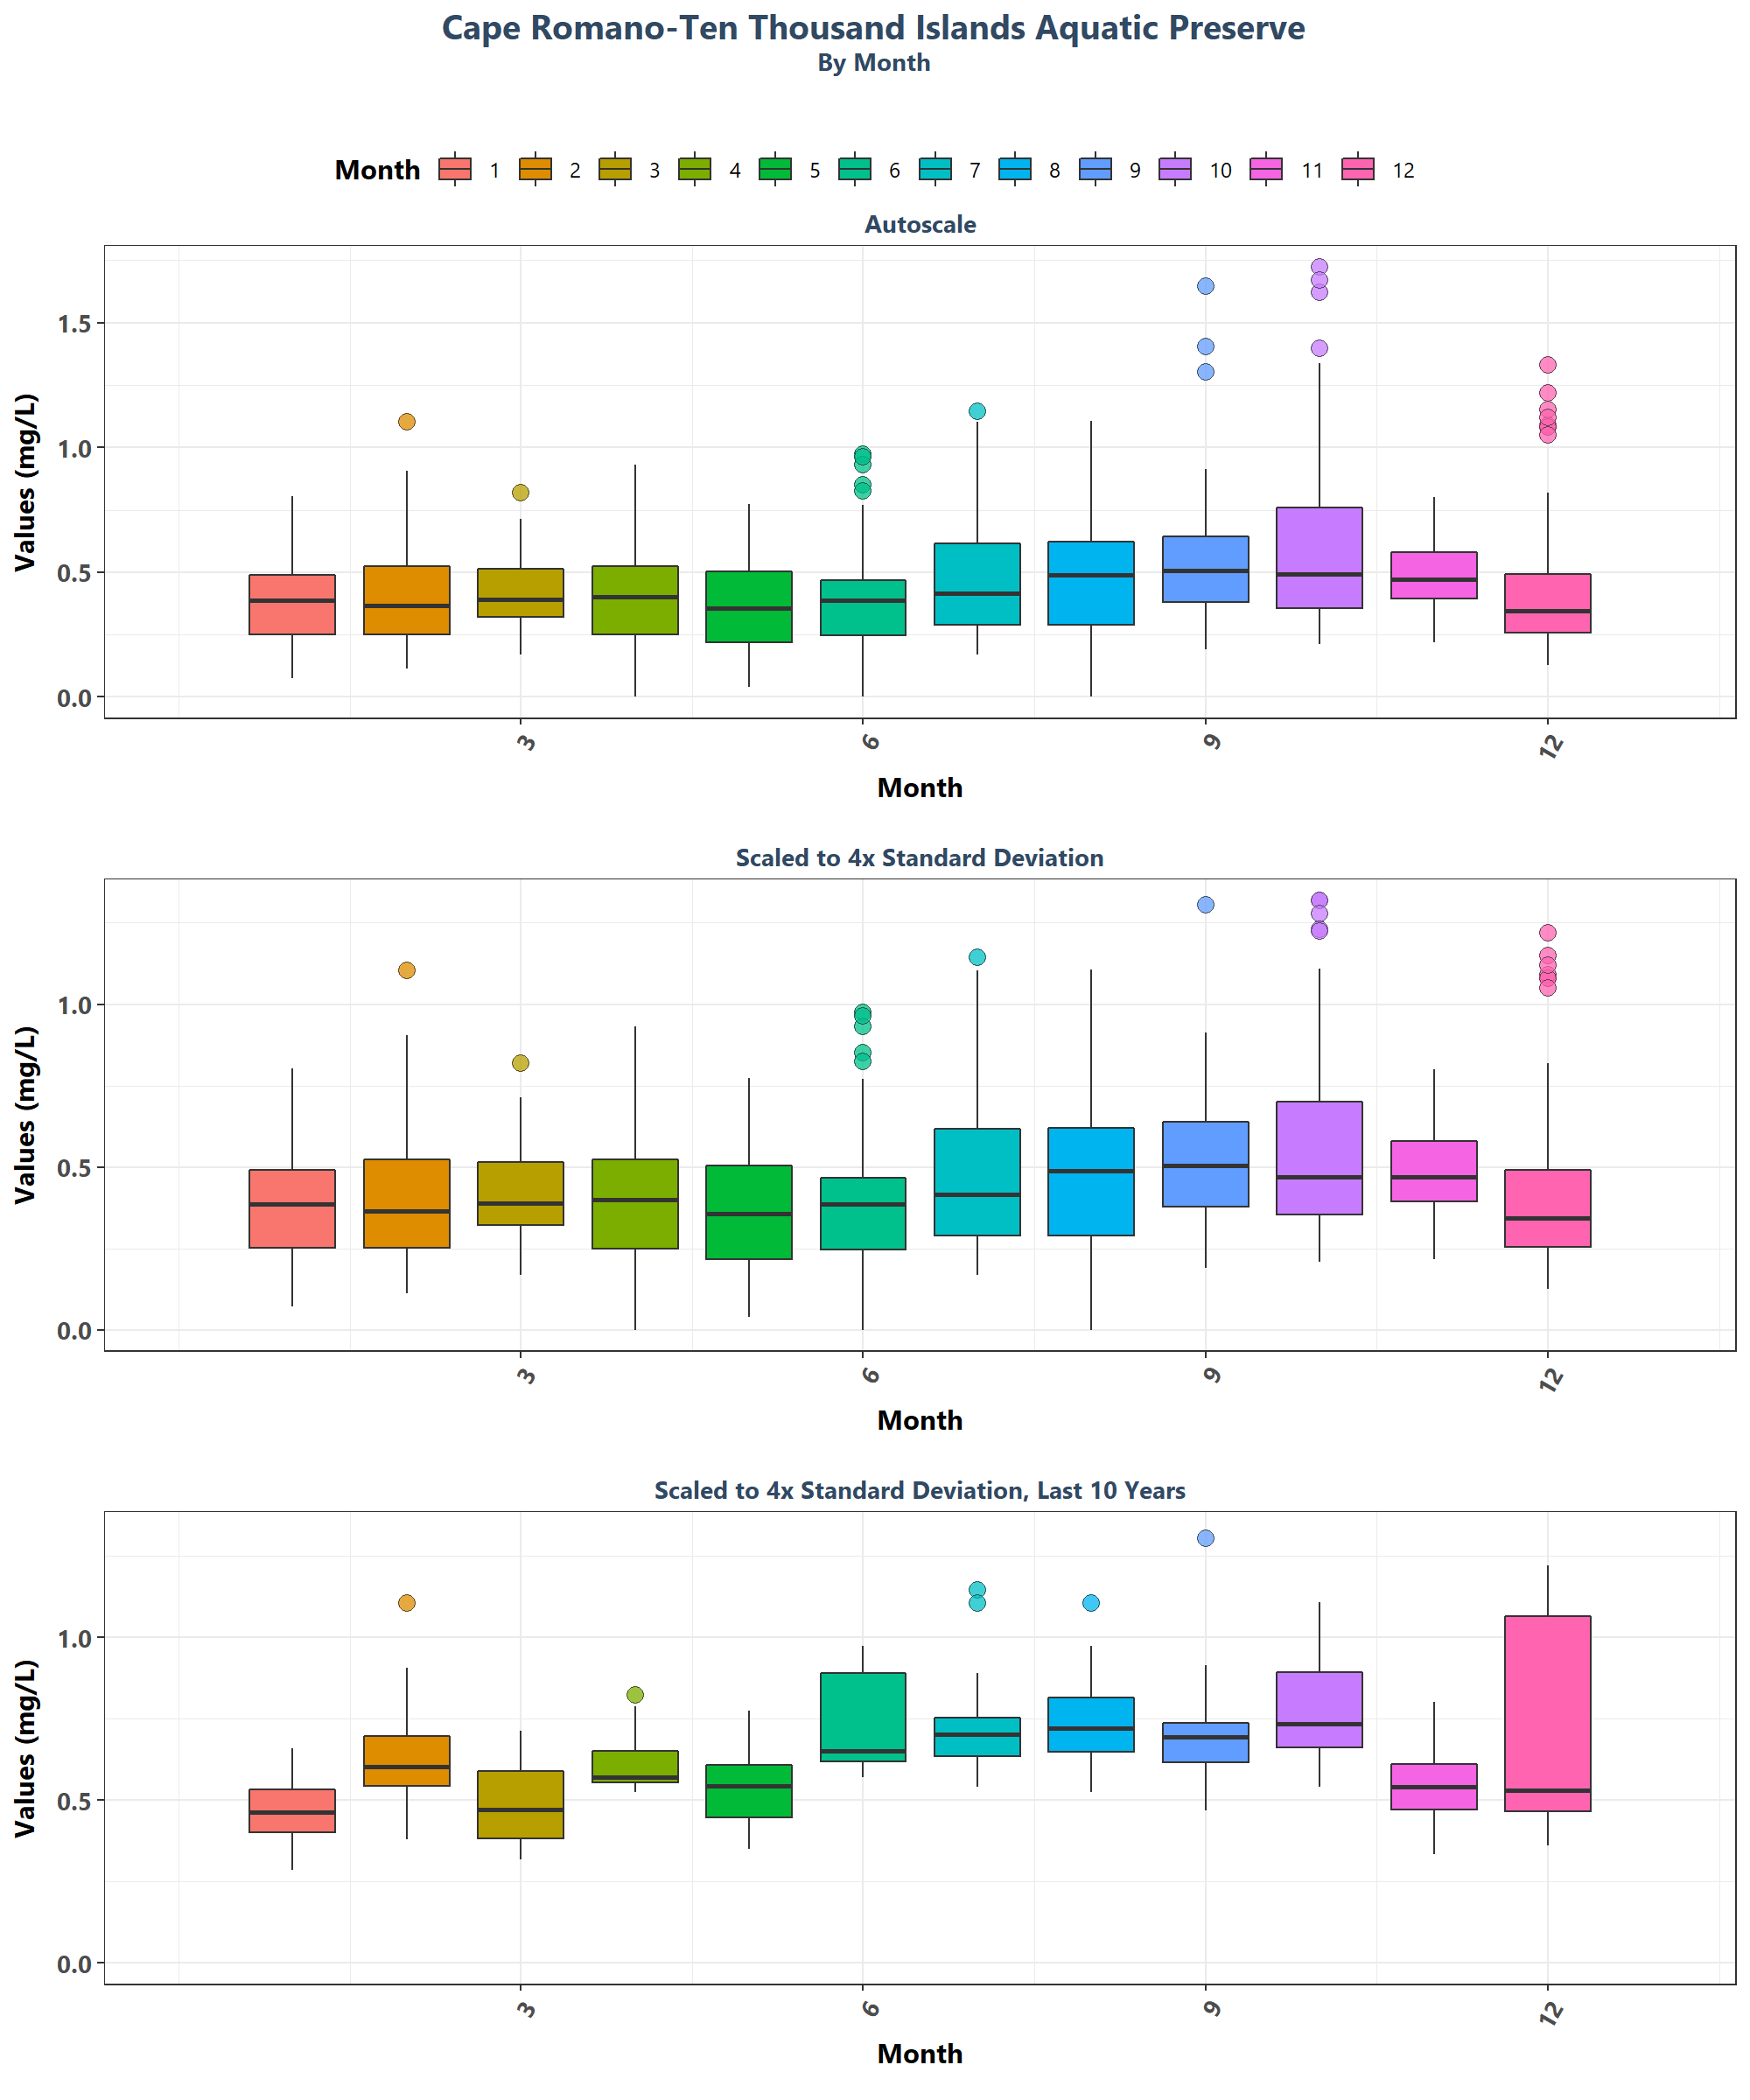 Cape Romano-Ten Thousand Islands Aquatic Preserve
By Month
Month 1 2 3 4 5 6 7 8 9 10 11 12
Autoscale
Values (mg/L)
1.5
1.0
0.5
0.0
3 6 9 12
Month
Scaled to 4x Standard Deviation
Values (mg/L)
1.0
0.5
0.0
3 6 9 12
Month
Scaled to 4x Standard Deviation, Last 10 Years
Values (mg/L)
1.0
0.5
0.0
3 6 9 12
Month